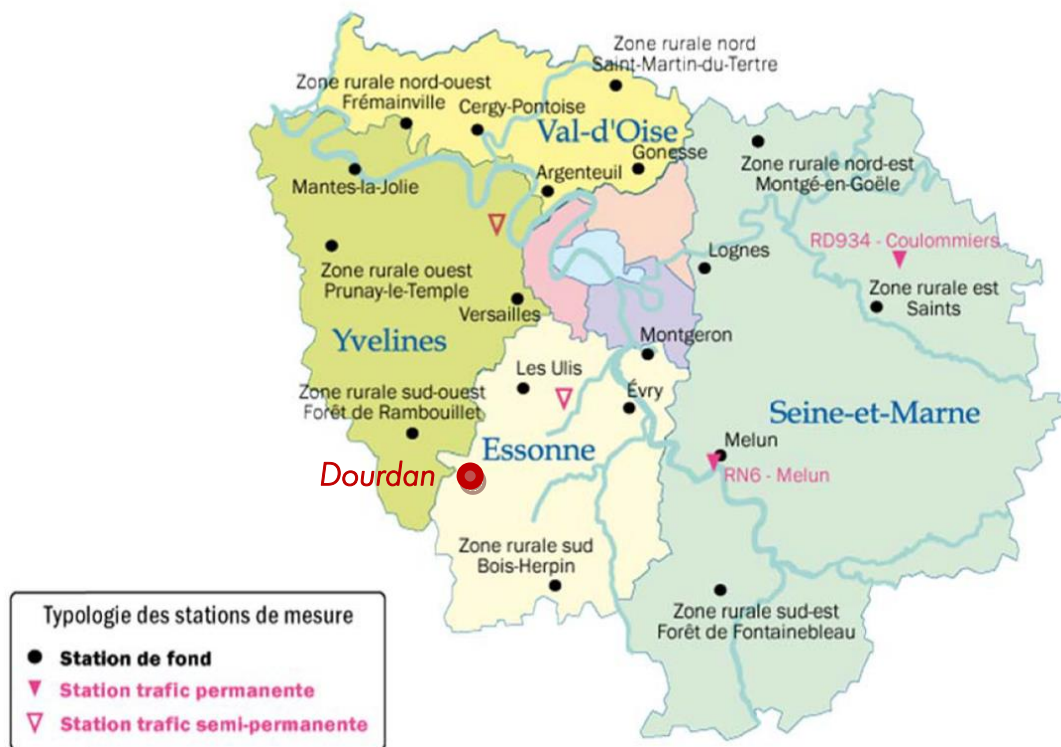 Zone rurale nord
Saint-Martin-du-Tertre
Zone rurale nord-ouest
Frémainville
Cergy-Pontoise
Val-d'Oise
Gonesse
Zone rurale nord-est
Montgé-en-Goële
Argenteuil
Mantes-la-Jolie
RD934 - Coulommiers
Lognes
Zone rurale ouest
Prunay-le-Temple
Zone rurale est
Saints
Versailles
Yvelines
Montgeron
Les Ulis
Évry
Zone rurale sud-ouest
Forêt de Rambouillet
Seine-et-Marne
Essonne
Melun
RN6 - Melun
Dourdan
Zone rurale sud
Bois-Herpin
Zone rurale sud-est
Forêt de Fontainebleau
Typologie des stations de mesure
Station de fond
Station trafic permanente
Station trafic semi-permanente